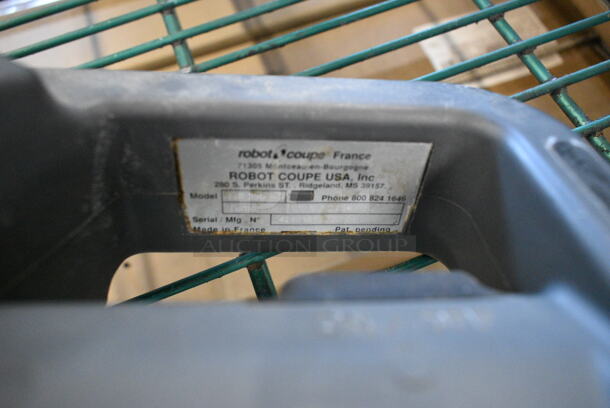 robot coupe France
71305 Montceau-en-Bourgogne
ROBOT COUPE USA, Inc
280 S. Perkins ST., Ridgeland, MS 39157
Model Phone 800 824 1646
Serial / Mfg. N°
Made in France Pat. pending
AUCTION GROUP